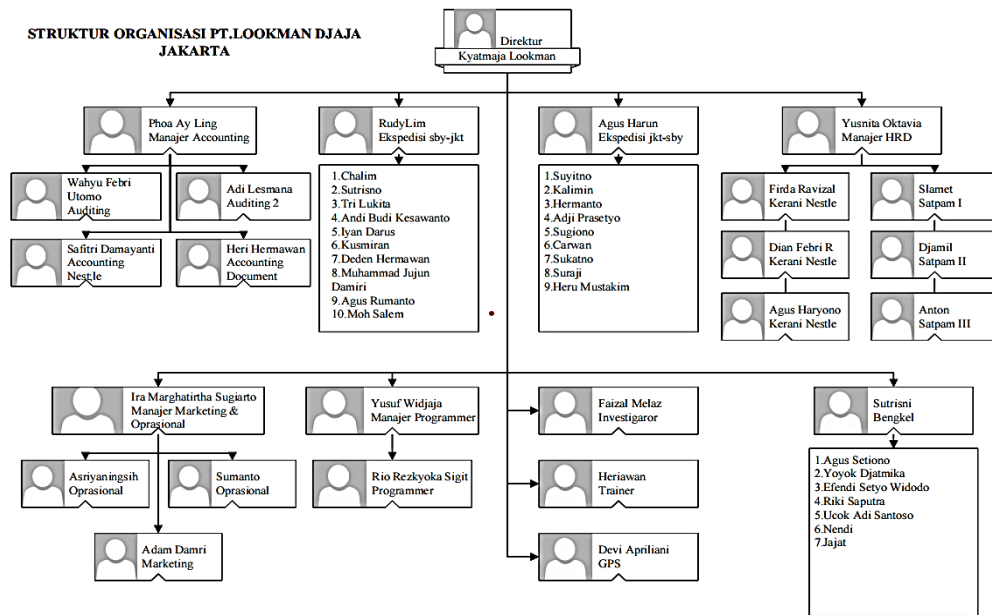 STRUKTUR ORGANISASI PT.LOOKMAN DJAJA
JAKARTA
Direktur
Kyatmaja Lookman
Phoa Ay Ling
Manajer Accounting
RudyLim
Ekspedisi sby-jkt
Agus Harun
Ekspedisi jkt-sby
Yusnita Oktavia
Manajer HRD
Wahyu Febri
Utomo
Auditing
Adi Lesmana
Auditing 2
Safitri Damayanti
Accounting
Nestle
Heri Hermawan
Accounting
Document
1.Chalim
2.Sutrisno
3.Tri Lukita
4.Andi Budi Kesawanto
5.Iyan Darus
6.Kusmiran
7.Deden Hermawan
8.Muhammad Jujun
Damiri
9.Agus Rumanto
10.Moh Salem
1.Suyitno
2.Kalimin
3.Hermanto
4.Adji Prasetyo
5.Sugiono
6.Carwan
7.Sukatno
8.Suraji
9.Heru Mustakim
Firda Ravizal
Kerani Nestle
Slamet
Satpam I
Dian Febri R
Kerani Nestle
Djamil
Satpam II
Agus Haryono
Kerani Nestle
Anton
Satpam III
Ira Marghatirtha Sugiarto
Manajer Marketing &
Oprasional
Yusuf Widjaja
Manajer Programmer
Faizal Melaz
Investigaror
Sutrisni
Bengkel
Asriyaningsih
Oprasional
Sumanto
Oprasional
Rio Rezkyoka Sigit
Programmer
Heriawan
Trainer
1.Agus Setiono
2.Yoyok Djatmika
3.Efendi Setyo Widodo
4.Riki Saputra
5.Ucok Adi Santoso
6.Nendi
7.Jajat
Adam Damri
Marketing
Devi Apriliani
GPS